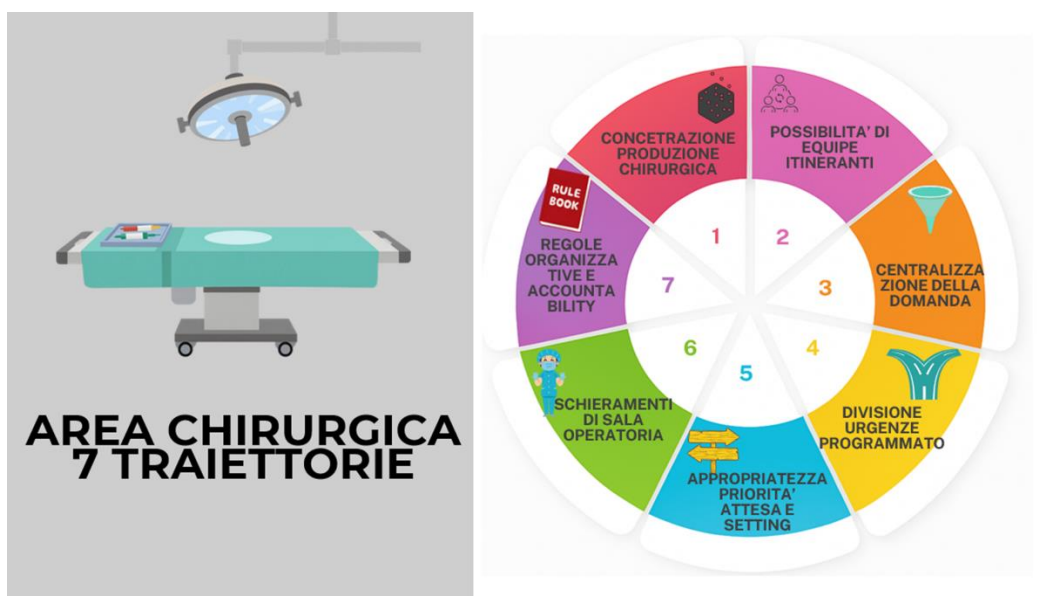 AREA CHIRURGICA
7 TRAIETTORIE
CONCETRAZIONE
PRODUZIONE
CHIRURGICA
1
POSSIBILITA' DI
EQUIPE
ITINERANTI
2
CENTRALIZZA
ZIONE DELLA
DOMANDA
3
DIVISIONE
URGENZE
PROGRAMMATO
4
APPROPRIATEZZA
PRIORITA'
ATTESA E
SETTING
5
SCHIERAMENTI
DI SALA
OPERATORIA
6
RULE
BOOK
REGOLE
ORGANIZZA
TIVE E
ACCOUNTA
BILITY
7